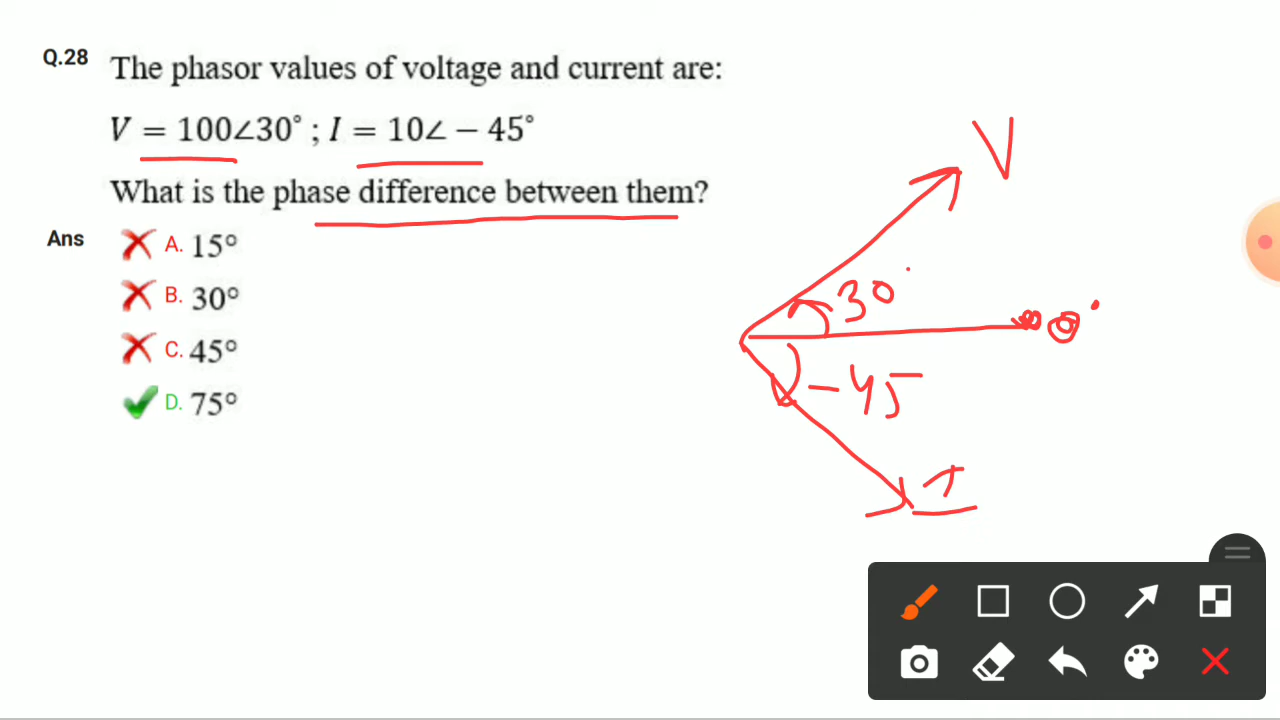 Q.28 The phasor values of voltage and current are:
V = 100∠30° ; I = 10∠ − 45°
What is the phase difference between them?
Ans
A. 15°
B. 30°
C. 45°
D. 75°
V
30°
0°
-45
I